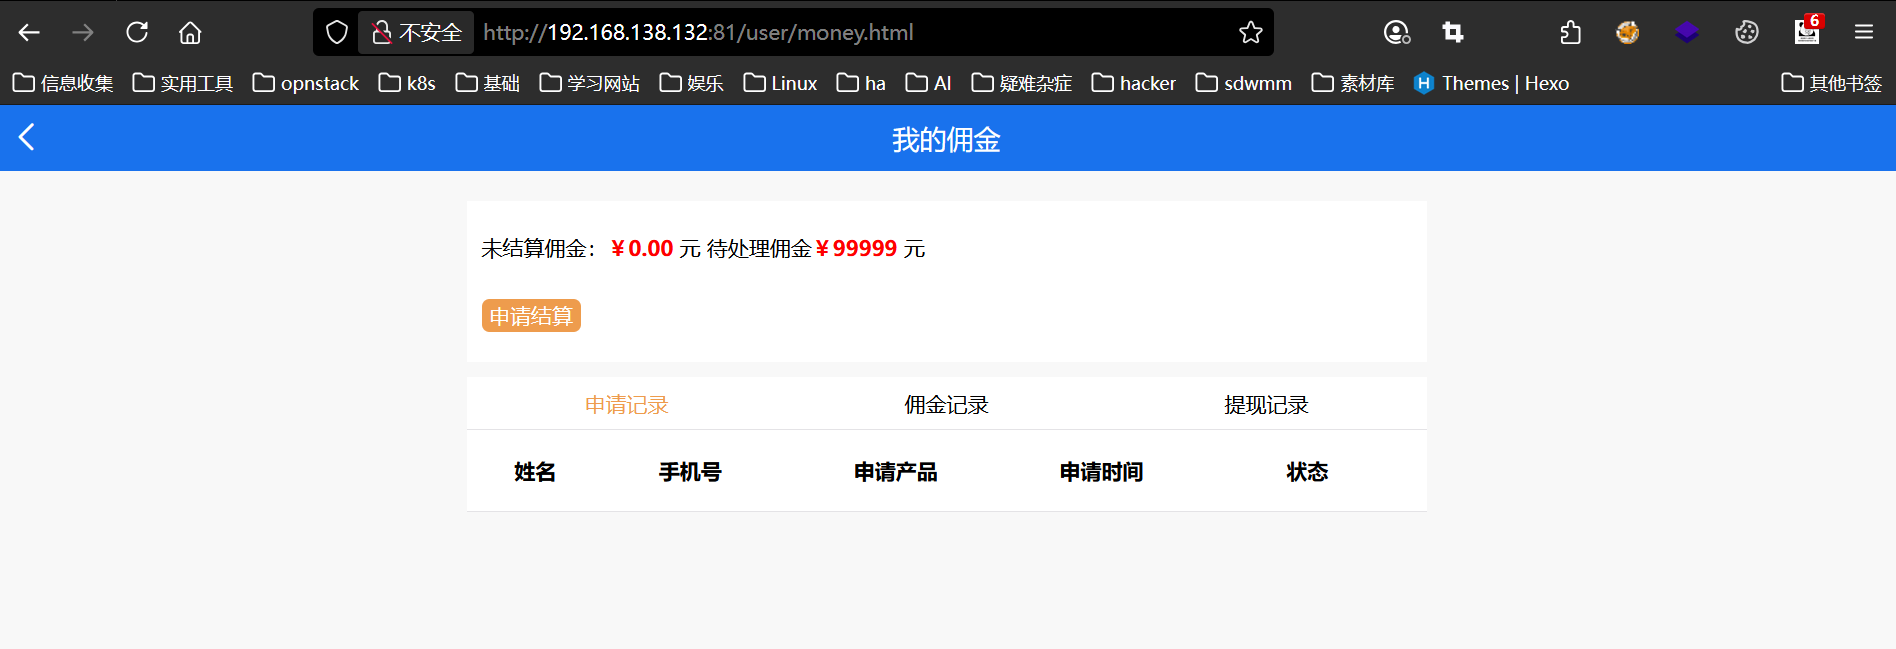 不安全 http://192.168.138.132:81/user/money.html 6
信息收集 实用工具 opnstack k8s 基础 学习网站 娱乐 Linux ha AI 疑难杂症 hacker sdwmm 素材库 H Themes | Hexo 其他书签
我的佣金
未结算佣金：￥0.00 元 待处理佣金￥99999 元
申请结算
申请记录 佣金记录 提现记录
姓名 手机号 申请产品 申请时间 状态